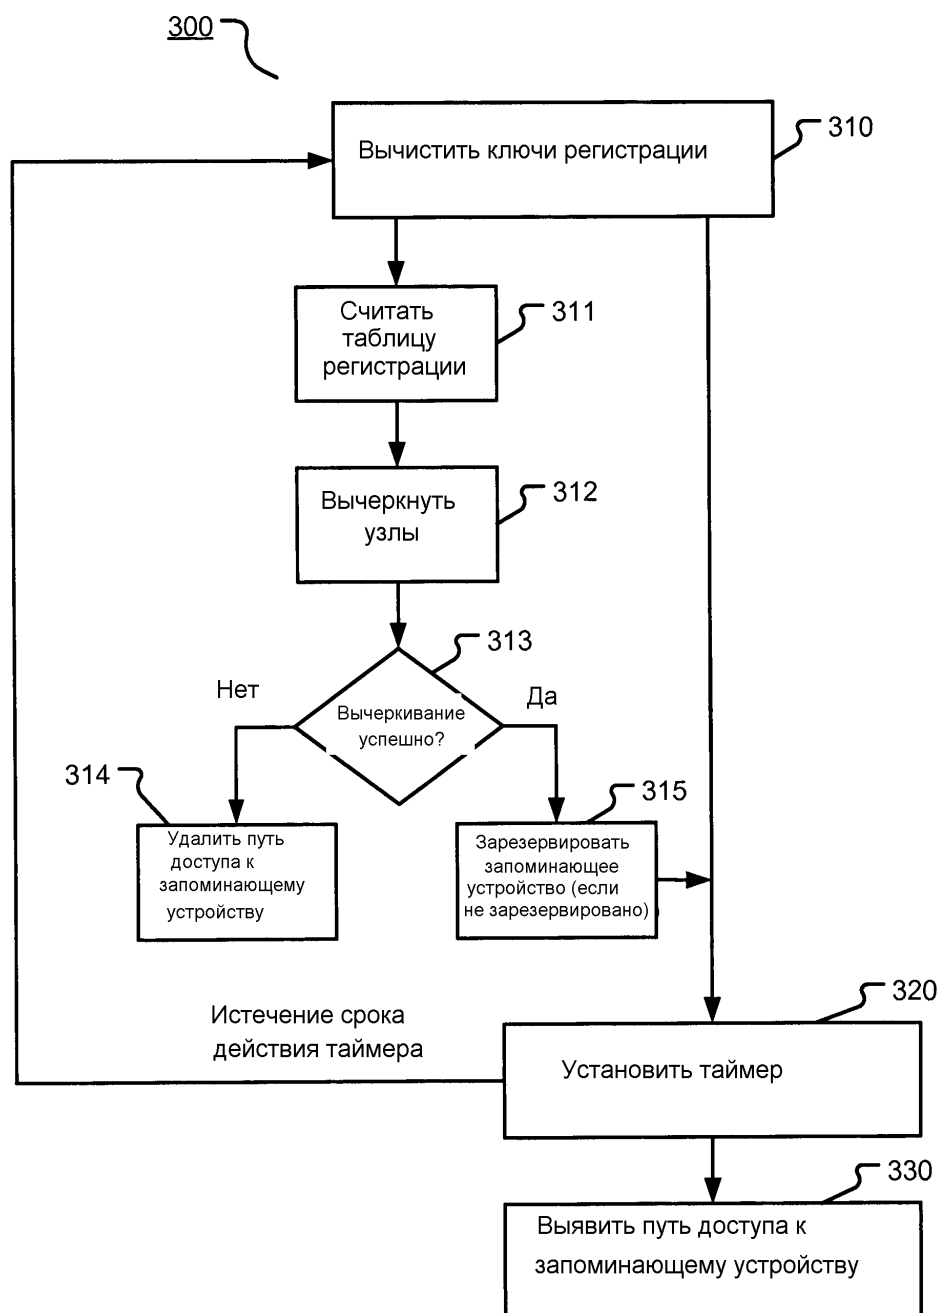 300
310
Вычистить ключи регистрации
311
Считать
таблицу
регистрации
312
Вычеркнуть
узлы
313
Нет
Да
Вычеркивание
успешно?
314
315
Удалить путь
доступа к
запоминающему
устройству
Зарезервировать
запоминающее
устройство (если
не зарезервировано)
320
Истечение срока
действия таймера
Установить таймер
330
Выявить путь доступа к
запоминающему устройству